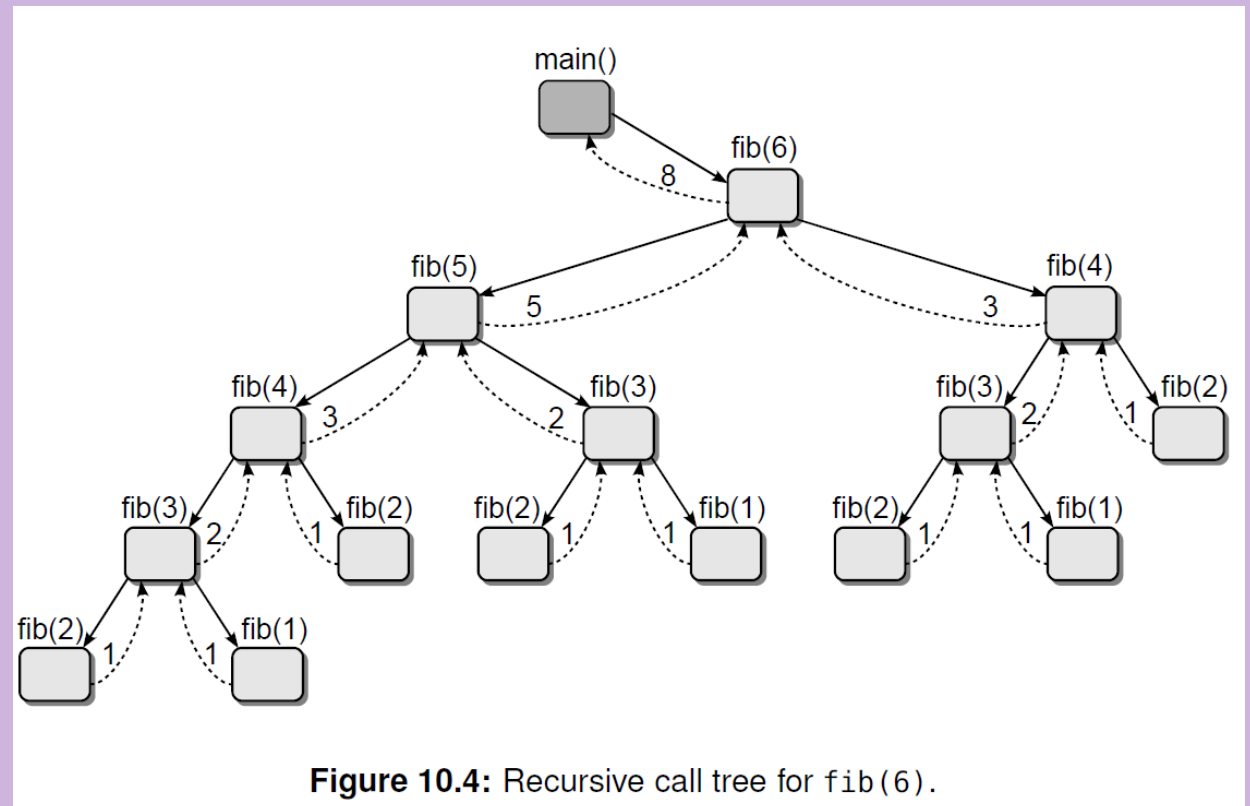 main()
fib(6)
8
fib(5)
fib(4)
5
3
fib(4)
fib(3)
fib(3)
fib(2)
3
2
2
1
fib(3)
fib(2)
fib(2)
fib(1)
fib(2)
fib(1)
2
1
1
1
1
1
fib(2)
fib(1)
1
1
Figure 10.4: Recursive call tree for fib(6).